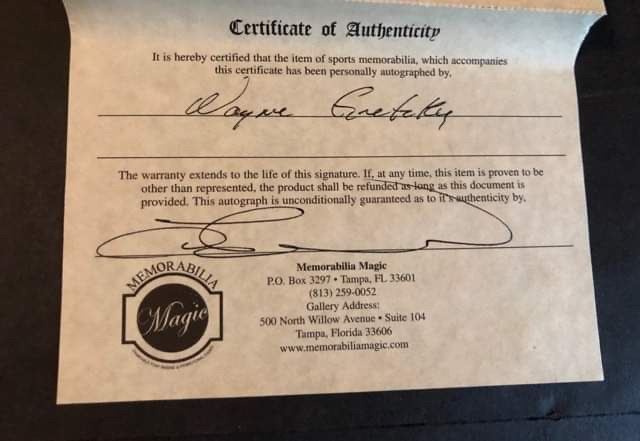 Certificate of Authenticity
It is hereby certified that the item of sports memorabilia, which accompanies
this certificate has been personally autographed by,
Wayne Gretzky
The warranty extends to the life of this signature. If, at any time, this item is proven to be
other than represented, the product shall be refunded as long as this document is
provided. This autograph is unconditionally guaranteed as to it's authenticity by,
MEMORABILIA
Magic
Memorabilia Magic
P.O. Box 3297 • Tampa, FL 33601
(813) 259-0052
Gallery Address:
500 North Willow Avenue • Suite 104
Tampa, Florida 33606
www.memorabiliamagic.com